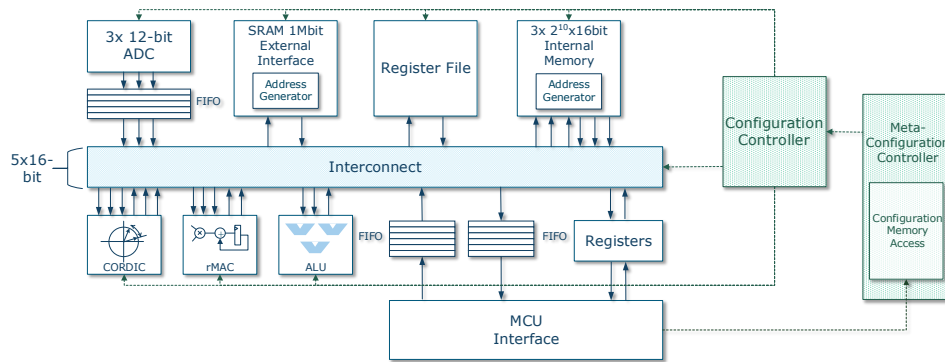 3x 12-bit
ADC
FIFO
SRAM 1Mbit
External
Interface
Address
Generator
Register File
3x 2¹⁰x16bit
Internal
Memory
Address
Generator
Configuration
Controller
Meta-
Configuration
Controller
Configuration
Memory
Access
5x16-
bit
Interconnect
CORDIC
rMAC
ALU
FIFO
FIFO
Registers
MCU
Interface